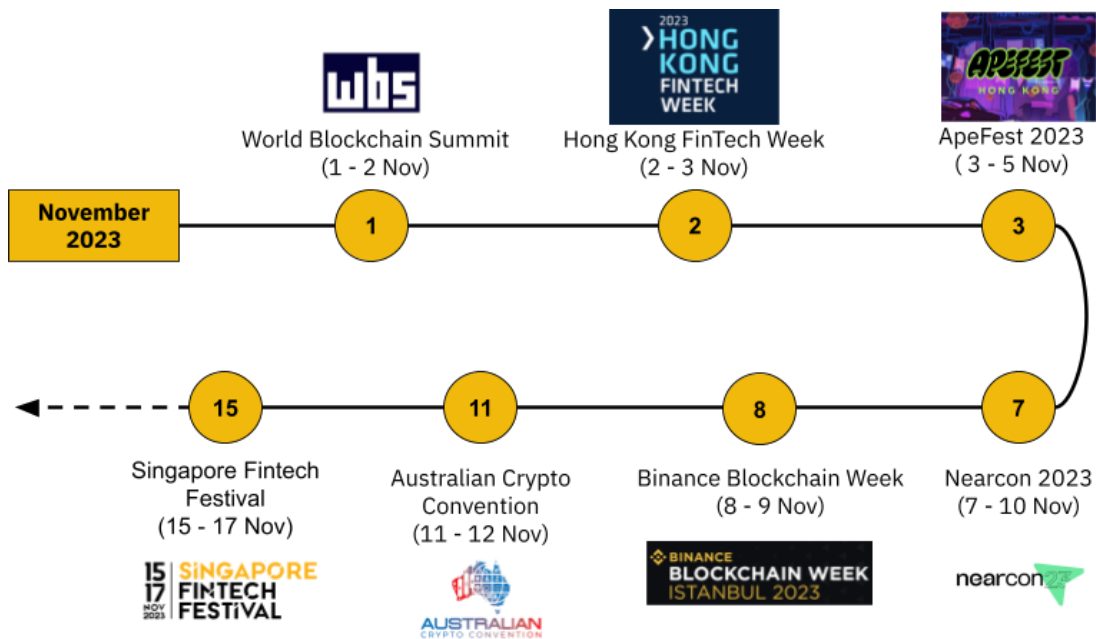 wbs
World Blockchain Summit
(1 - 2 Nov)
2023
HONG
KONG
FINTECH
WEEK
Hong Kong FinTech Week
(2 - 3 Nov)
APEFEST
HONG KONG
ApeFest 2023
( 3 - 5 Nov)
November
2023
1
2
3
15
11
8
7
Singapore Fintech
Festival
(15 - 17 Nov)
15
17
NOV
2023
SiNGAPORE
FiNTECH
FESTiVAL
Australian Crypto
Convention
(11 - 12 Nov)
AUSTRALIAN
CRYPTO CONVENTION
Binance Blockchain Week
(8 - 9 Nov)
BINANCE
BLOCKCHAIN WEEK
ISTANBUL 2023
Nearcon 2023
(7 - 10 Nov)
nearcon23